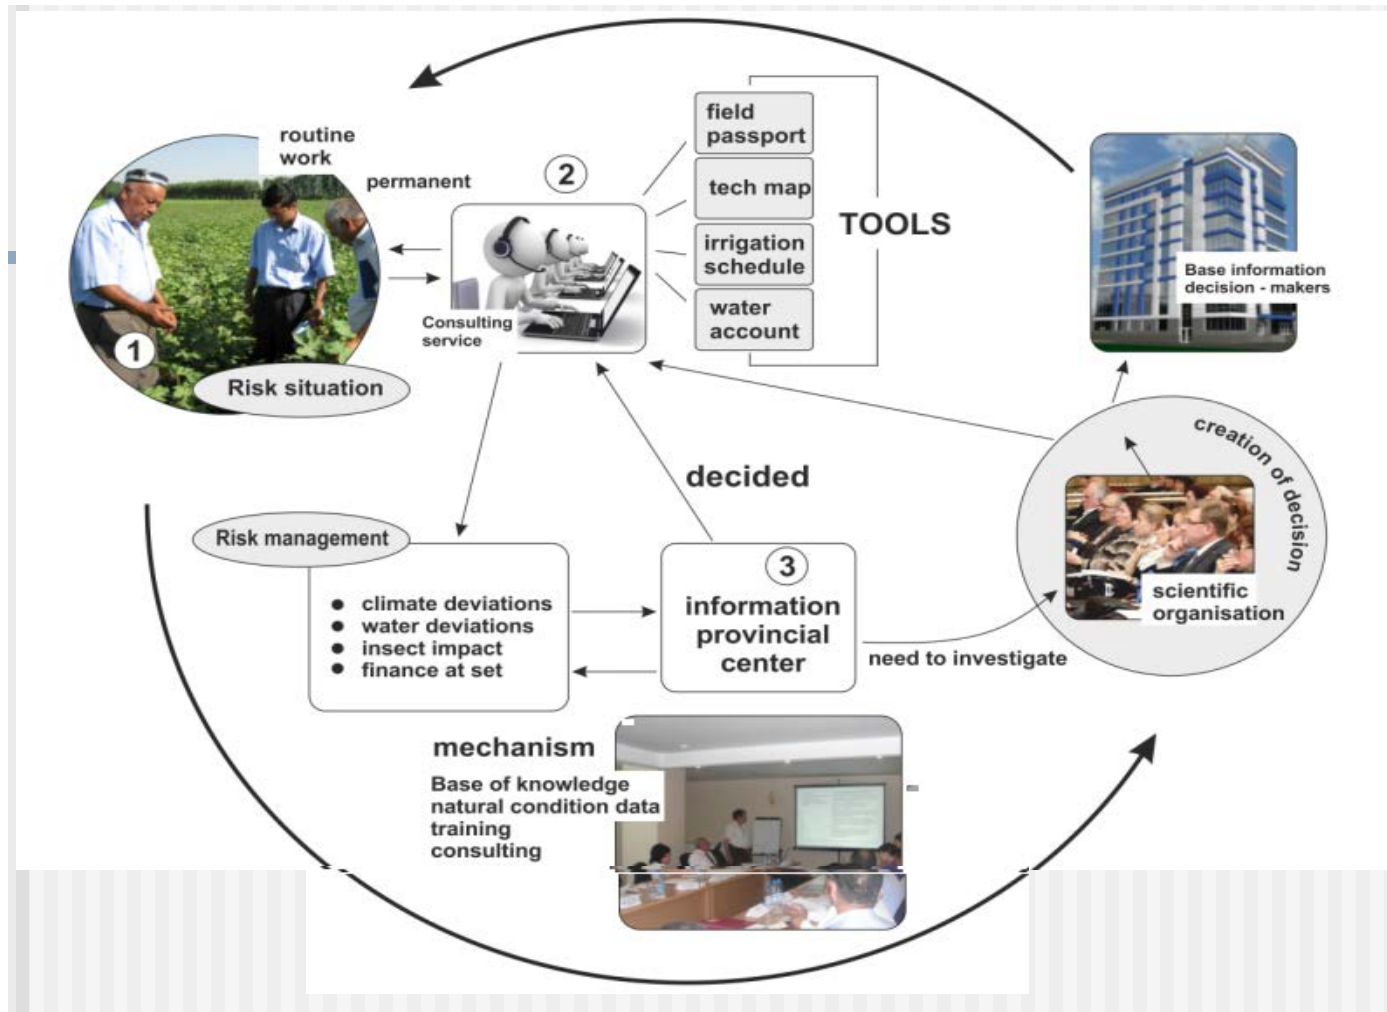 routine
work
permanent
1
Risk situation
2
Consulting
service
field
passport
tech map
irrigation
schedule
water
account
TOOLS
Base information
decision - makers
creation of decision
scientific
organisation
decided
Risk management
climate deviations
water deviations
insect impact
finance at set
3
information
provincial
center
need to investigate
mechanism
Base of knowledge
natural condition data
training
consulting